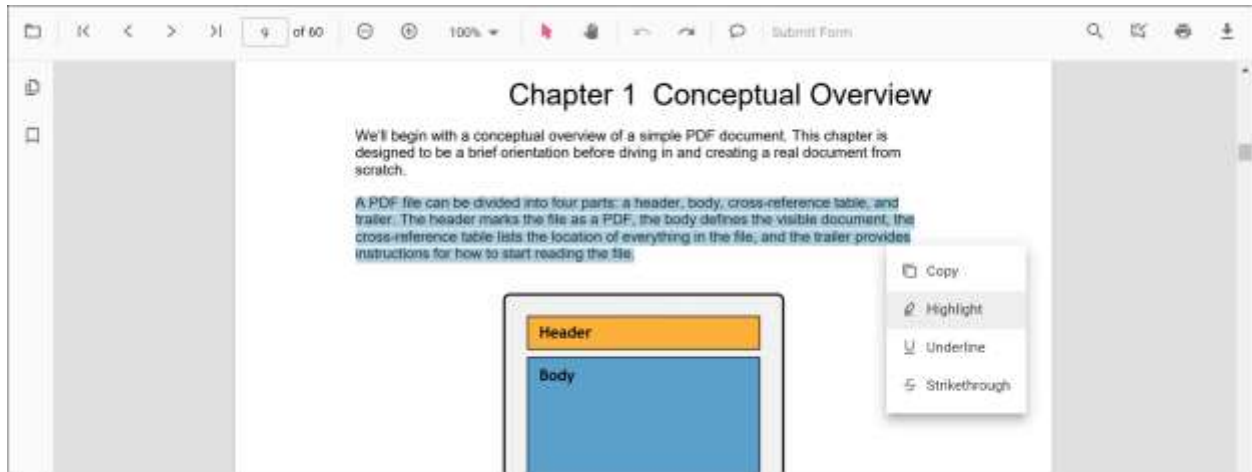 9 of 60 100% Submit Form
Chapter 1 Conceptual Overview
We'll begin with a conceptual overview of a simple PDF document. This chapter is
designed to be a brief orientation before diving in and creating a real document from
scratch.
A PDF file can be divided into four parts: a header, body, cross-reference table, and
trailer. The header marks the file as a PDF, the body defines the visible document, the
cross-reference table lists the location of everything in the file, and the trailer provides
instructions for how to start reading the file.
Copy
Highlight
Underline
Strikethrough
Header
Body